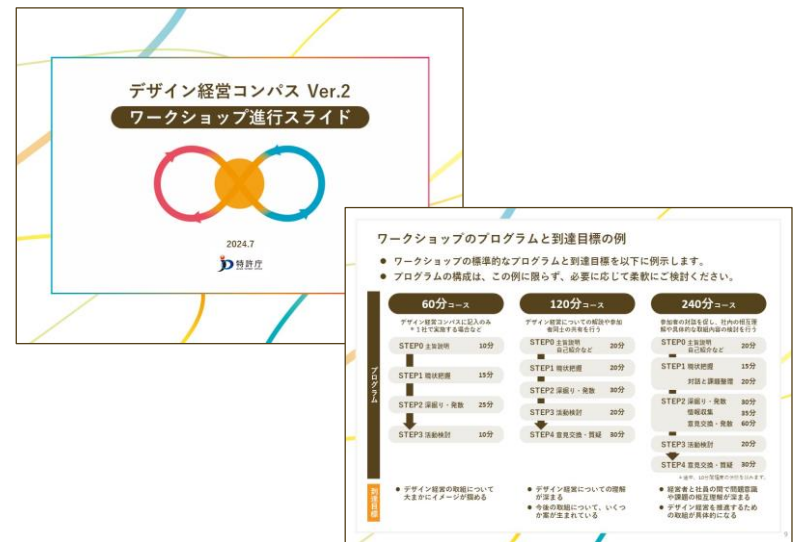 デザイン経営コンパス Ver.2
ワークショップ進行スライド
2024.7
特許庁
ワークショップのプログラムと到達目標の例
● ワークショップの標準的なプログラムと到達目標を以下に例示します。
● プログラムの構成は、この例に限らず、必要に応じて柔軟にご検討ください。
プログラム
60分コース
デザイン経営コンパスに記入のみ
＊1社で実施する場合など
STEP0 主旨説明 10分
STEP1 現状把握 15分
STEP2 深掘り・発散 25分
STEP3 活動検討 10分
120分コース
デザイン経営についての解説や参加
者同士の共有を行う
STEP0 主旨説明 20分
自己紹介など
STEP1 現状把握 20分
STEP2 深掘り・発散 30分
STEP3 活動検討 20分
STEP4 意見交換・質疑 30分
240分コース
参加者の対話を促し、社内の相互理
解や具体的な取組内容の検討を行う
STEP0 主旨説明 20分
自己紹介など
STEP1 現状把握 15分
対話と課題整理 20分
STEP2 深掘り・発散 30分
情報収集 35分
意見交換・発散 60分
STEP3 活動検討 20分
STEP4 意見交換・質疑 30分
到達目標
● デザイン経営の取組について
大まかにイメージが掴める
● デザイン経営についての理解
が深まる
● 今後の取組について、いくつ
か案が生まれている
● 経営者と社員の間で問題意識
や課題の相互理解が深まる
● デザイン経営を推進するため
の取組が具体的になる
9